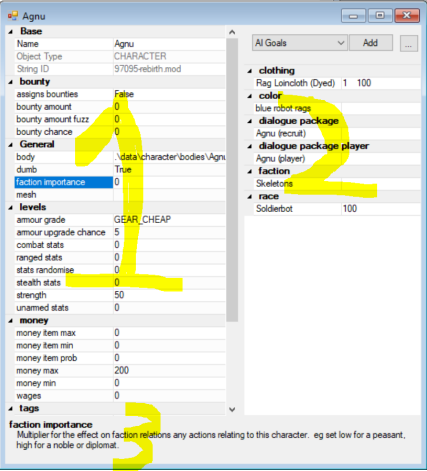 Agnu
Base
Name Agnu
Object Type CHARACTER
String ID 97095-rebirth.mod
bounty
assigns bounties False
bounty amount 0
bounty amount fuzz 0
bounty chance 0
General
body .\data\character\bodies\Agnu
dumb True
faction importance 0
mesh
levels
amour grade GEAR_CHEAP
amour upgrade chance 5
combat stats 0
ranged stats 0
stats randomise 0
stealth stats 0
strength 50
unarmed stats 0
money
money item max 0
money item min 0
money item prob 0
money max 200
money min 0
wages 0
tags
1
AI Goals Add ...
clothing
Rag Loincloth (Dyed) 1 100
color
blue robot rags
dialogue package
Agnu (recruit)
dialogue package player
Agnu (player)
faction
Skeletons
race
Soldierbot 100
2
faction importance
Multiplier for the effect on faction relations any actions relating to this character. eg set low for a peasant,
high for a noble or diplomat.
3